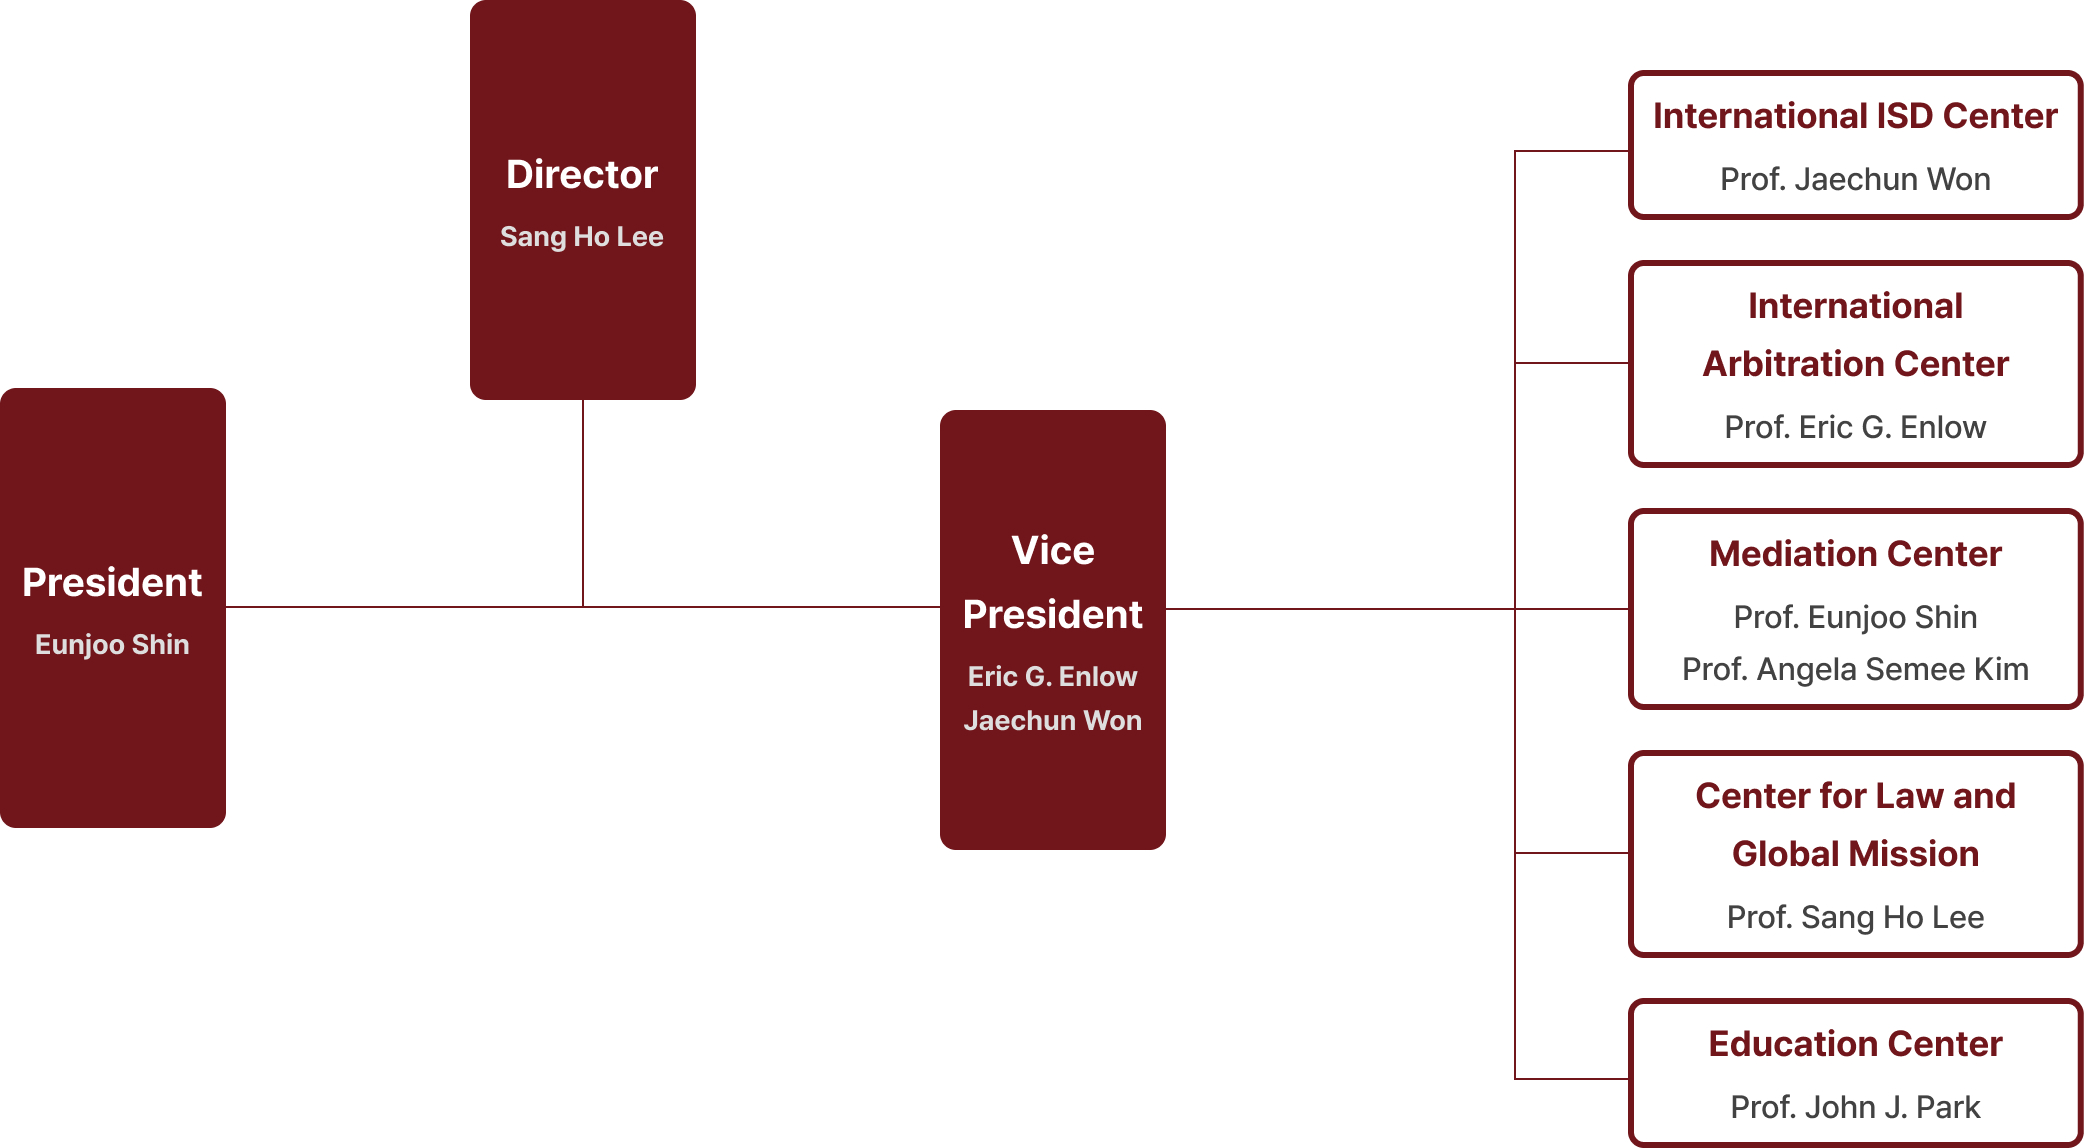 Director
Sang Ho Lee
President
Eunjoo Shin
Vice
President
Eric G. Enlow
Jaechun Won
International ISD Center
Prof. Jaechun Won
International
Arbitration Center
Prof. Eric G. Enlow
Mediation Center
Prof. Eunjoo Shin
Prof. Angela Semee Kim
Center for Law and
Global Mission
Prof. Sang Ho Lee
Education Center
Prof. John J. Park